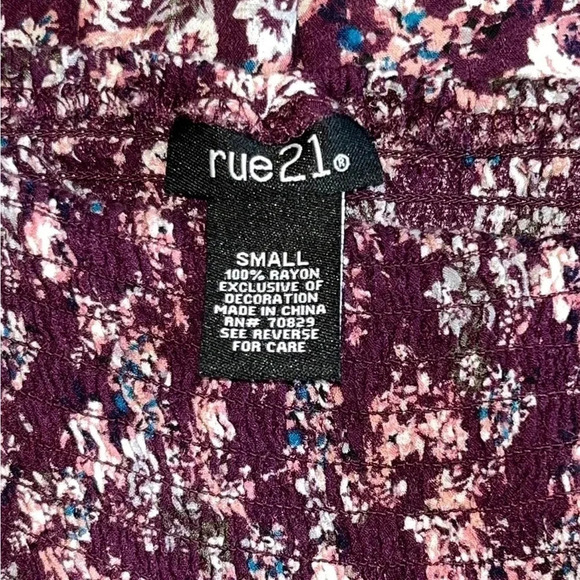 rue21®
SMALL
100% RAYON
EXCLUSIVE OF
DECORATION
MADE IN CHINA
RN# 70829
SEE REVERSE
FOR CARE